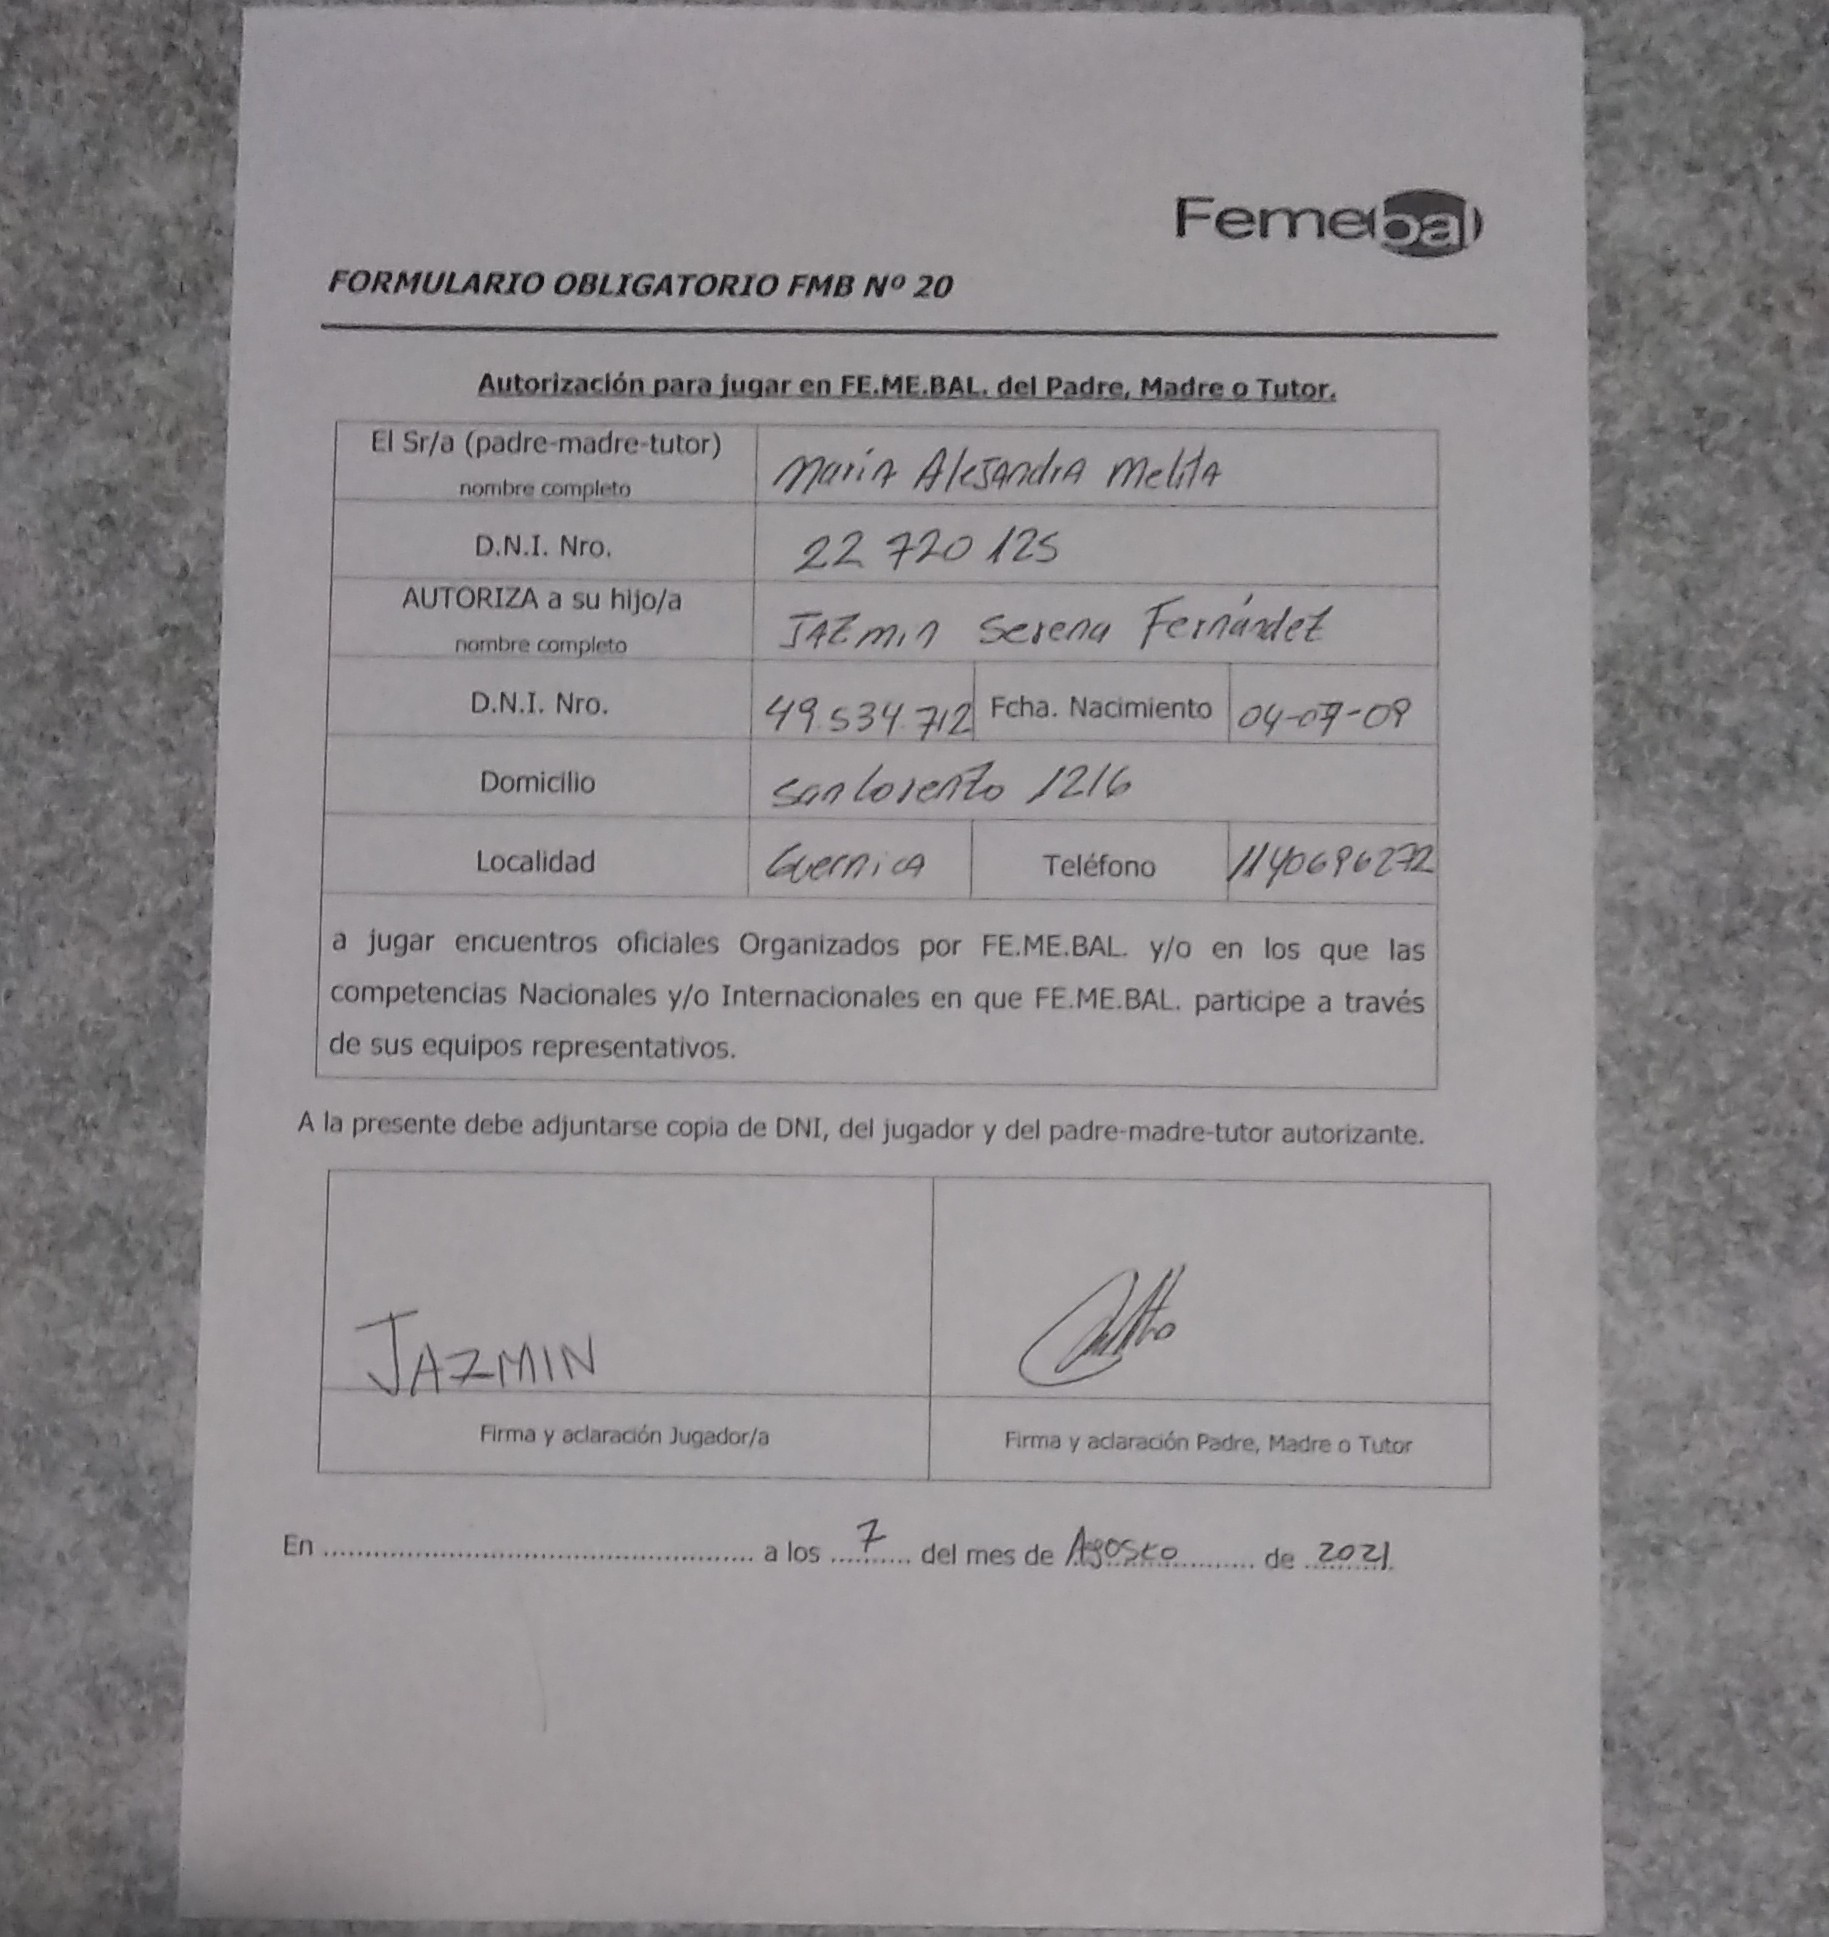 Femebal
FORMULARIO OBLIGATORIO FMB Nº 20
Autorización para jugar en FE.ME.BAL. del Padre, Madre o Tutor.
El Sr/a (padre-madre-tutor)
nombre completo
Maria Alejandra Melita
D.N.I. Nro.
22 720 125
AUTORIZA a su hijo/a
nombre completo
JAZmin Serena Fernández
D.N.I. Nro.
49.534.712
Fcha. Nacimiento
04-07-09
Domicilio
San Lorenzo 1216
Localidad
Guernica
Teléfono
1140696272
a jugar encuentros oficiales Organizados por FE.ME.BAL. y/o en los que las
competencias Nacionales y/o Internacionales en que FE.ME.BAL. participe a través
de sus equipos representativos.
A la presente debe adjuntarse copia de DNI, del jugador y del padre-madre-tutor autorizante.
JAZMIN
Firma y aclaración Jugador/a
Firma y aclaración Padre, Madre o Tutor
En ........................ a los 7 del mes de Agosto de 2021